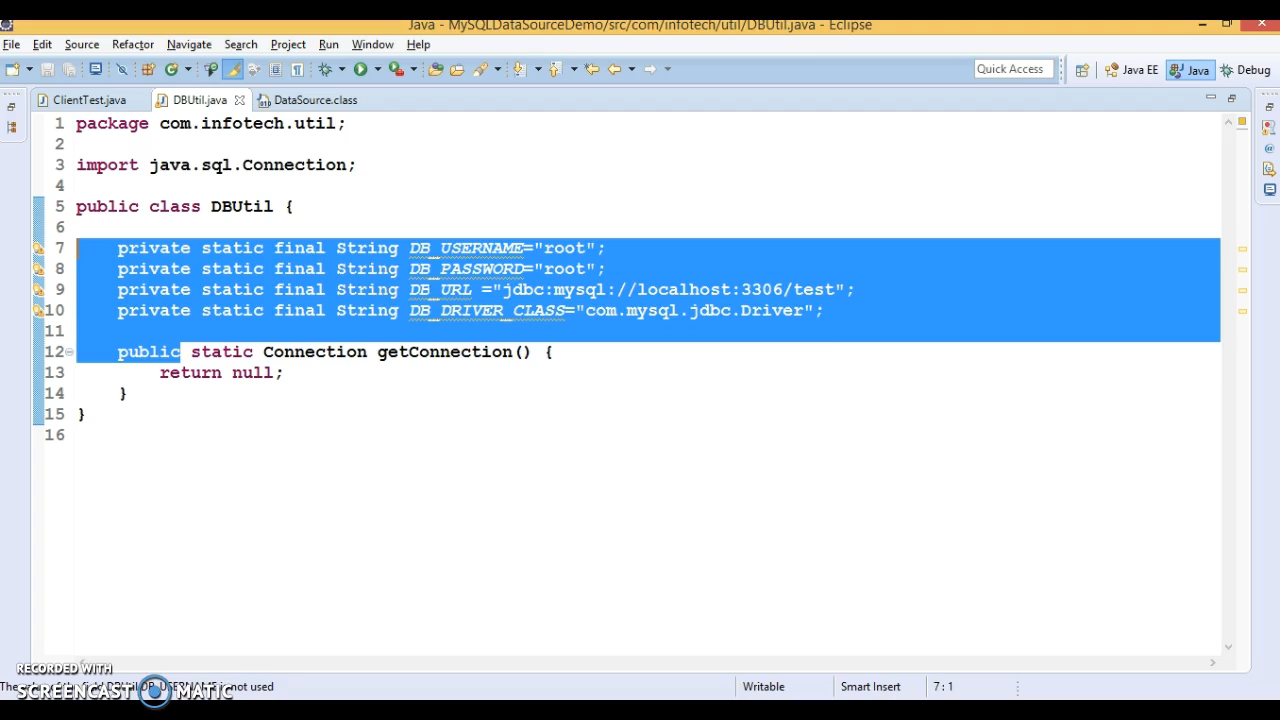 Java - MySQLDataSourceDemo/src/com/infotech/util/DBUtil.java - Eclipse
File Edit Source Refactor Navigate Search Project Run Window Help
Quick Access Java EE Java Debug
ClientTest.java DBUtil.java DataSource.class
1 package com.infotech.util;
2
3 import java.sql.Connection;
4
5 public class DBUtil {
6
7 private static final String DB_USERNAME="root";
8 private static final String DB_PASSWORD="root";
9 private static final String DB_URL ="jdbc:mysql://localhost:3306/test";
10 private static final String DB_DRIVER_CLASS="com.mysql.jdbc.Driver";
11
12 public static Connection getConnection() {
13 return null;
14 }
15 }
16
RECORDED WITH
SCREENCAST MATIC
not used Writable Smart Insert 7 : 1